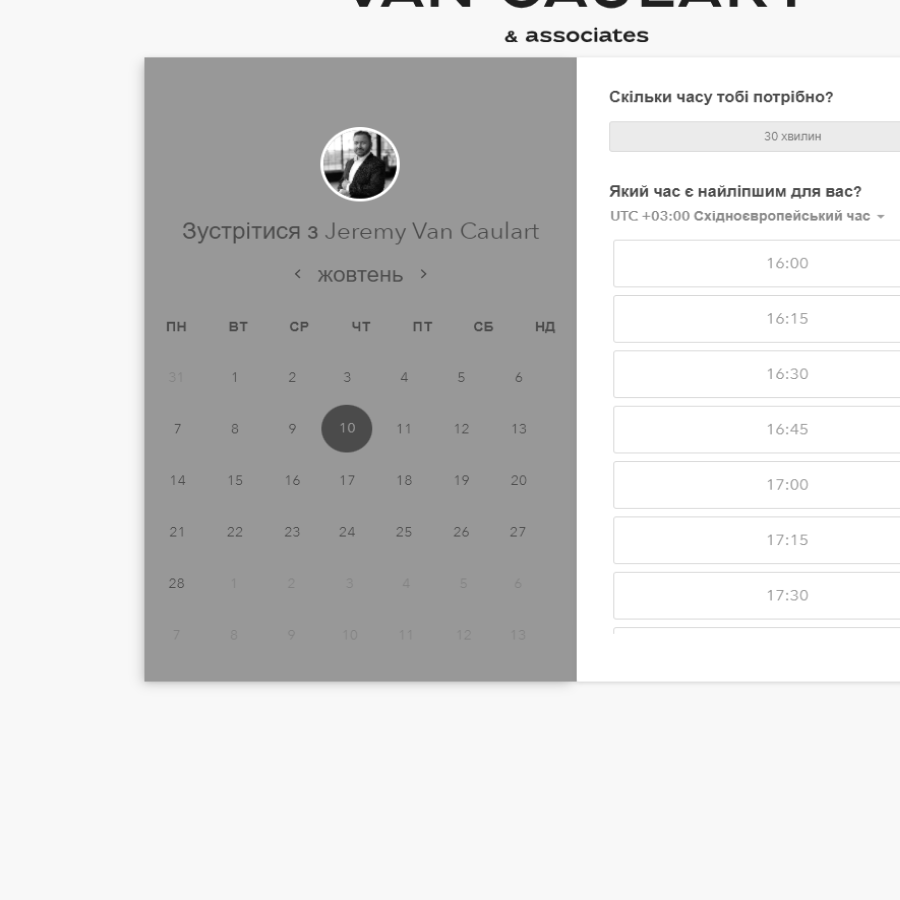 VAN CAULART
& associates
Зустрітися з Jeremy Van Caulart
жовтень
ПН ВТ СР ЧТ ПТ СБ НД
31 1 2 3 4 5 6
7 8 9 10 11 12 13
14 15 16 17 18 19 20
21 22 23 24 25 26 27
28 1 2 3 4 5 6
7 8 9 10 11 12 13
Скільки часу тобі потрібно?
30 хвилин
Який час є найліпшим для вас?
UTC +03:00 Східноєвропейський час
16:00
16:15
16:30
16:45
17:00
17:15
17:30